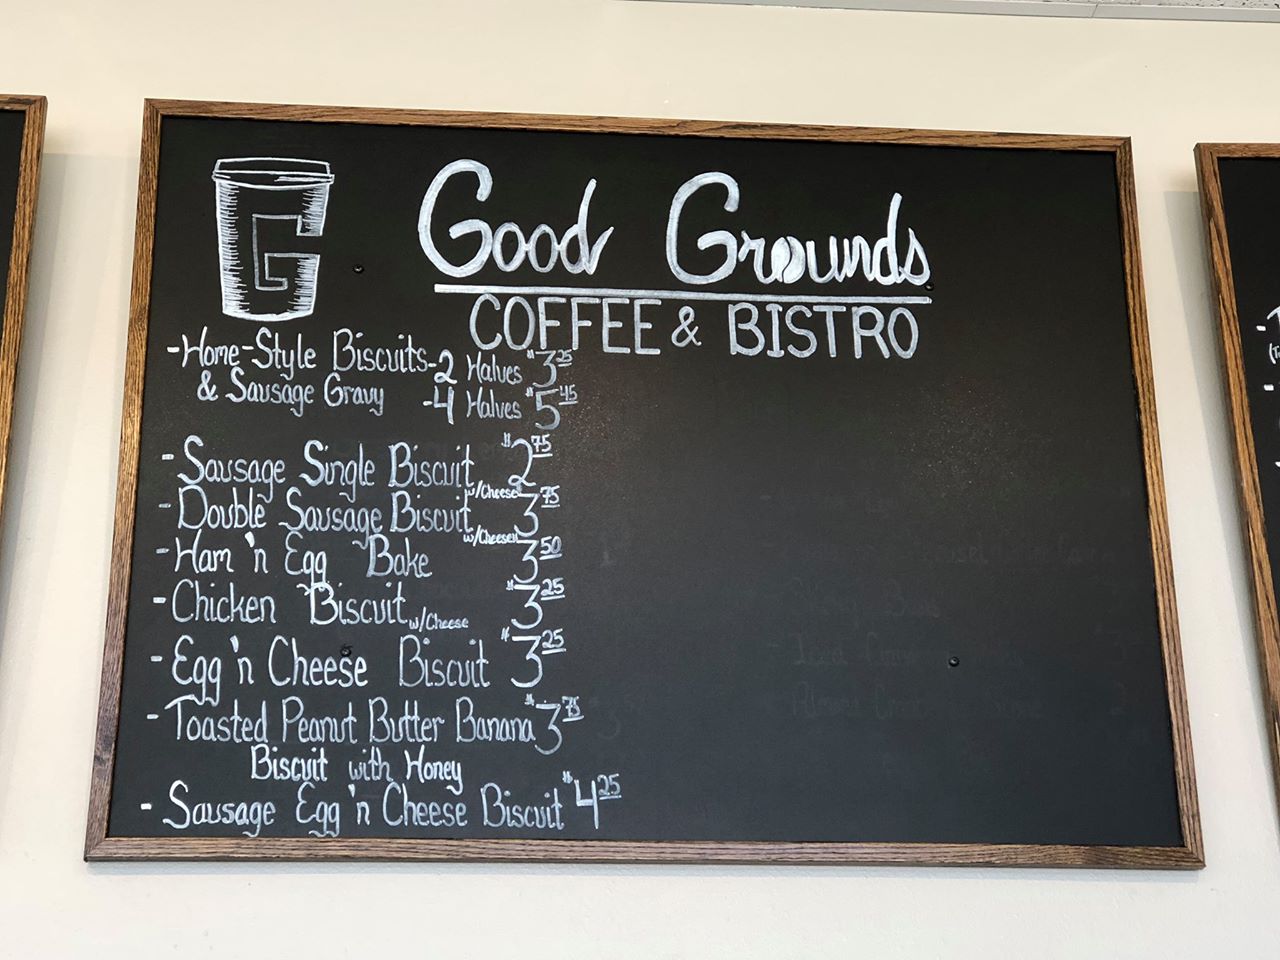 G
Good Grounds
COFFEE & BISTRO
-Home-Style Biscuits-2 Halves $3.25
& Sausage Gravy -4 Halves $5.45
-Sausage Single Biscuit w/Cheese $2.75
-Double Sausage Biscuit w/Cheese $3.75
-Ham 'n Egg Bake 3.50
-Chicken Biscuit w/Cheese $3.25
-Egg 'n Cheese Biscuit $3.25
-Toasted Peanut Butter Banana $3.75
Biscuit with Honey
-Sausage Egg 'n Cheese Biscuit $4.25